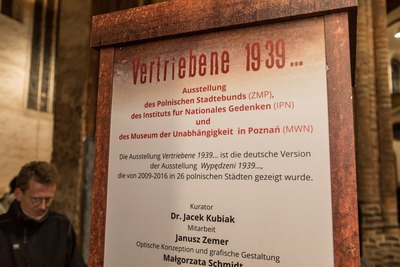 Vertriebene 1939...
Ausstellung
des Polnischen Stadtebunds (ZMP),
des Instituts fur Nationales Gedenken (IPN)
und
des Museum der Unabhängigkeit in Poznań (MWN)
Die Ausstellung Vertriebene 1939... ist die deutsche Version
der Ausstellung Wypędzeni 1939...,
die von 2009-2016 in 26 polnischen Städten gezeigt wurde.
Kurator
Dr. Jacek Kubiak
Mitarbeit
Janusz Zemer
Optische Konzeption und grafische Gestaltung
Małgorzata Schmidt